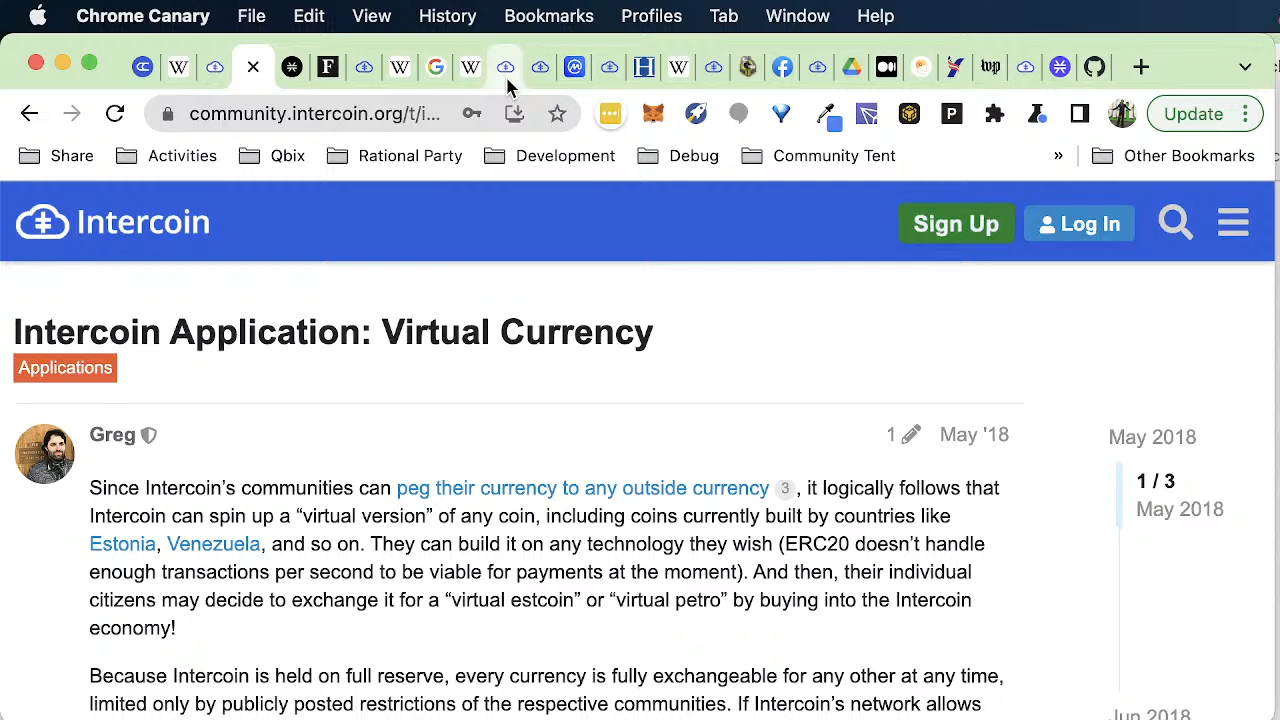 Chrome Canary File Edit View History Bookmarks Profiles Tab Window Help
community.intercoin.org/t/i... Update
Share Activities Qbix Rational Party Development Debug Community Tent » Other Bookmarks
Intercoin Sign Up Log In
Intercoin Application: Virtual Currency
Applications
Greg 1 May '18
May 2018
Since Intercoin's communities can peg their currency to any outside currency 3 , it logically follows that
1 / 3
May 2018
Intercoin can spin up a “virtual version” of any coin, including coins currently built by countries like
Estonia, Venezuela, and so on. They can build it on any technology they wish (ERC20 doesn't handle
enough transactions per second to be viable for payments at the moment). And then, their individual
citizens may decide to exchange it for a “virtual estcoin” or “virtual petro” by buying into the Intercoin
economy!
Because Intercoin is held on full reserve, every currency is fully exchangeable for any other at any time,
limited only by publicly posted restrictions of the respective communities. If Intercoin's network allows
Jun 2018